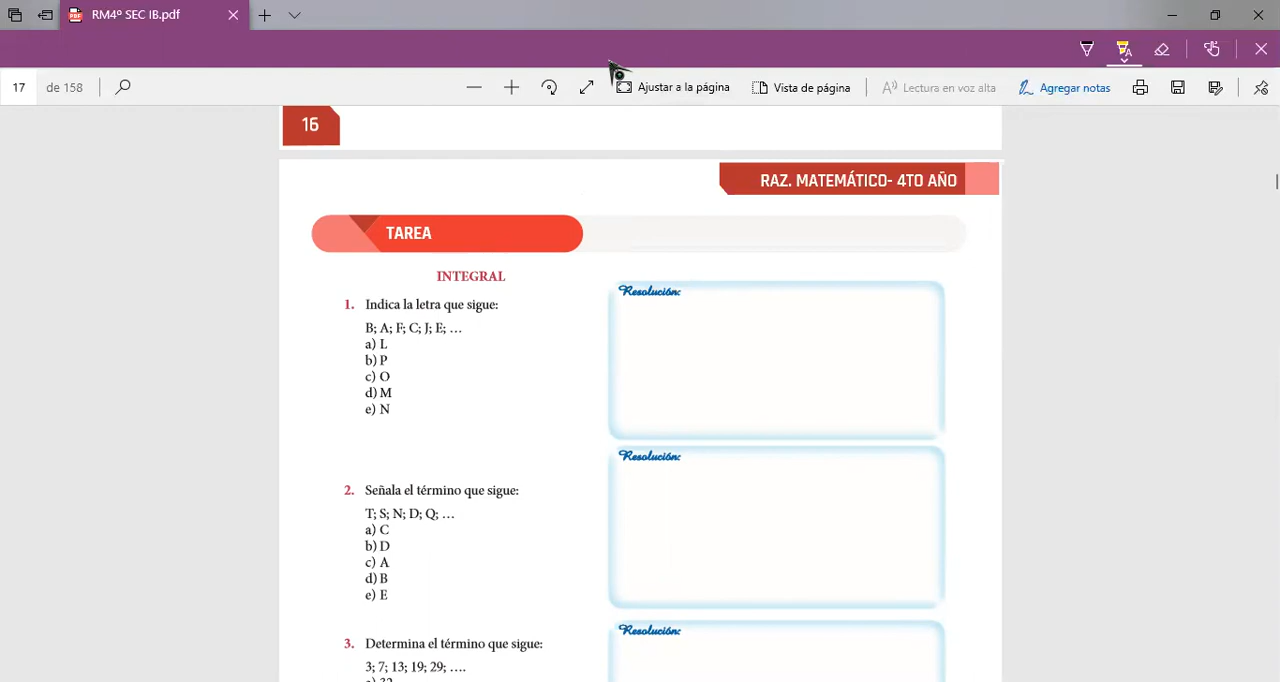 RM4º SEC IB.pdf
17 de 158
Ajustar a la página
Vista de página
Lectura en voz alta
Agregar notas
16
RAZ. MATEMÁTICO- 4TO AÑO
TAREA
INTEGRAL
1. Indica la letra que sigue:
B; A; F; C; J; E; …
a) L
b) P
c) O
d) M
e) N
Resolución:
2. Señala el término que sigue:
T; S; N; D; Q; …
a) C
b) D
c) A
d) B
e) E
Resolución:
3. Determina el término que sigue:
3; 7; 13; 19; 29; ….
a) 32
Resolución: